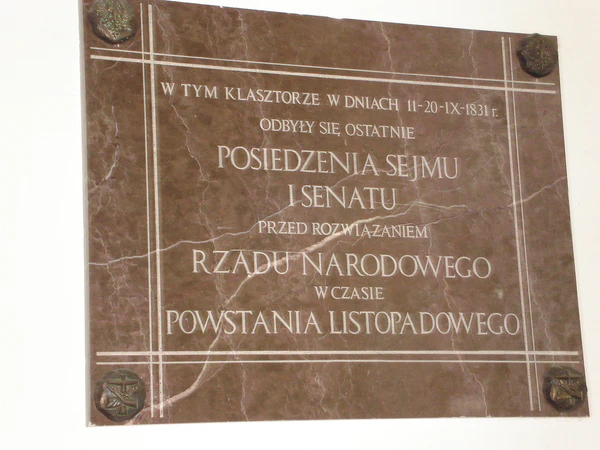 W TYM KLASZTORZE W DNIACH 11-20-IX-1831 r.
ODBYŁY SIĘ OSTATNIE
POSIEDZENIA SEJMU
I SENATU
PRZED ROZWIĄZANIEM
RZĄDU NARODOWEGO
W CZASIE
POWSTANIA LISTOPADOWEGO